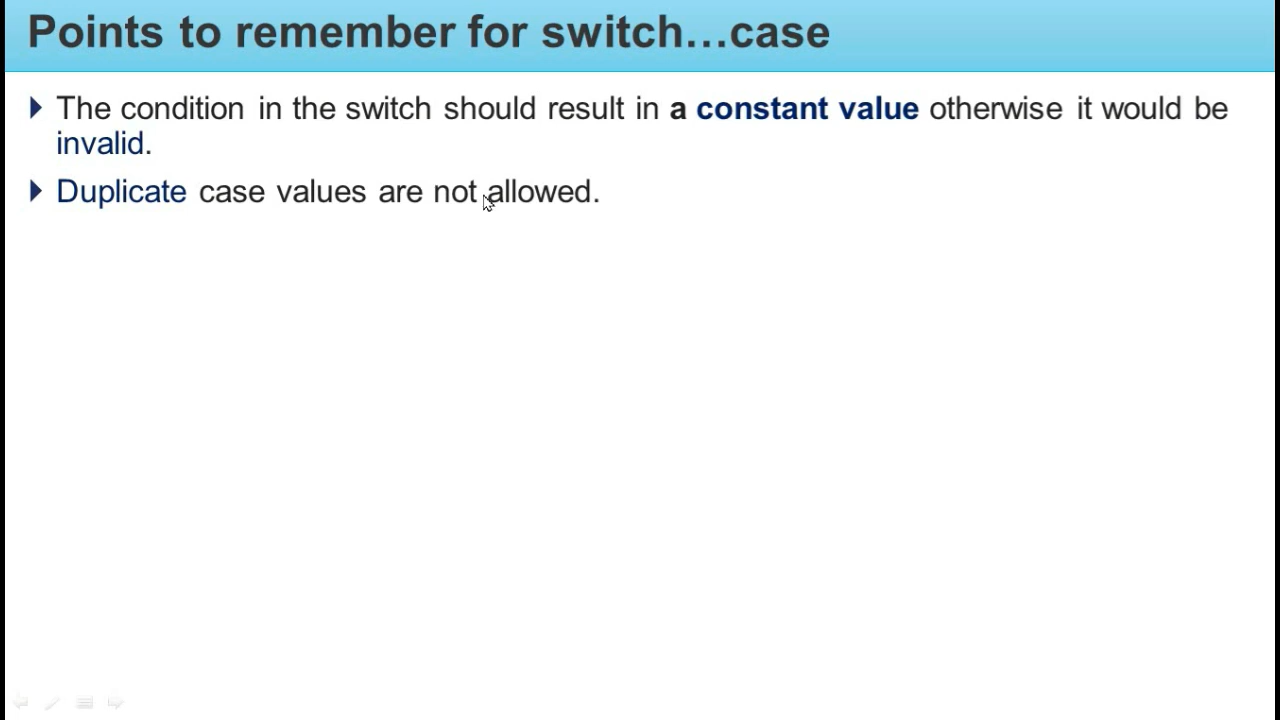 Points to remember for switch…case
The condition in the switch should result in a constant value otherwise it would be
invalid.
Duplicate case values are not allowed.